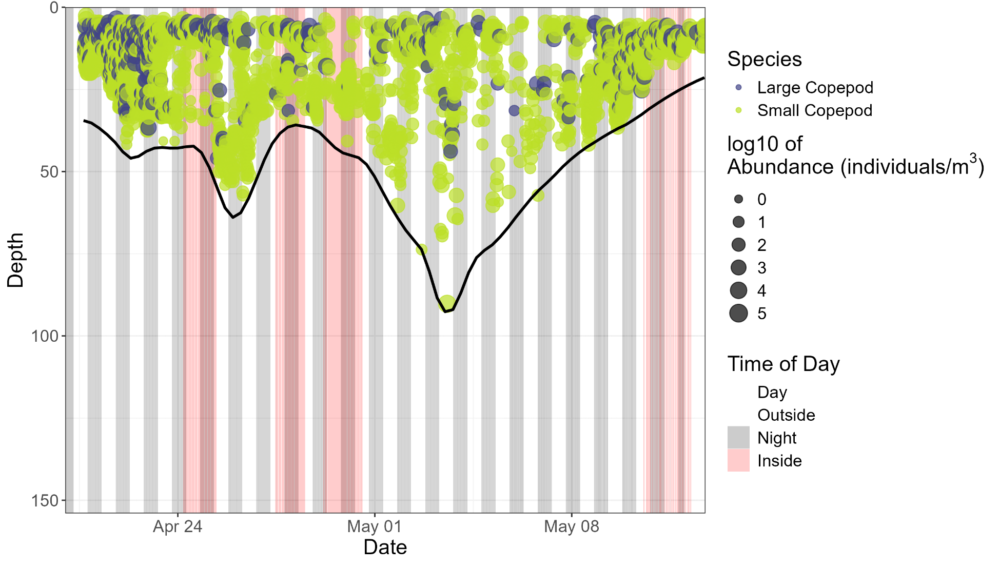 0
50
100
150
Depth
Apr 24
May 01
May 08
Date
Species
Large Copepod
Small Copepod
log10 of
Abundance (individuals/m³)
0
1
2
3
4
5
Time of Day
Day
Outside
Night
Inside